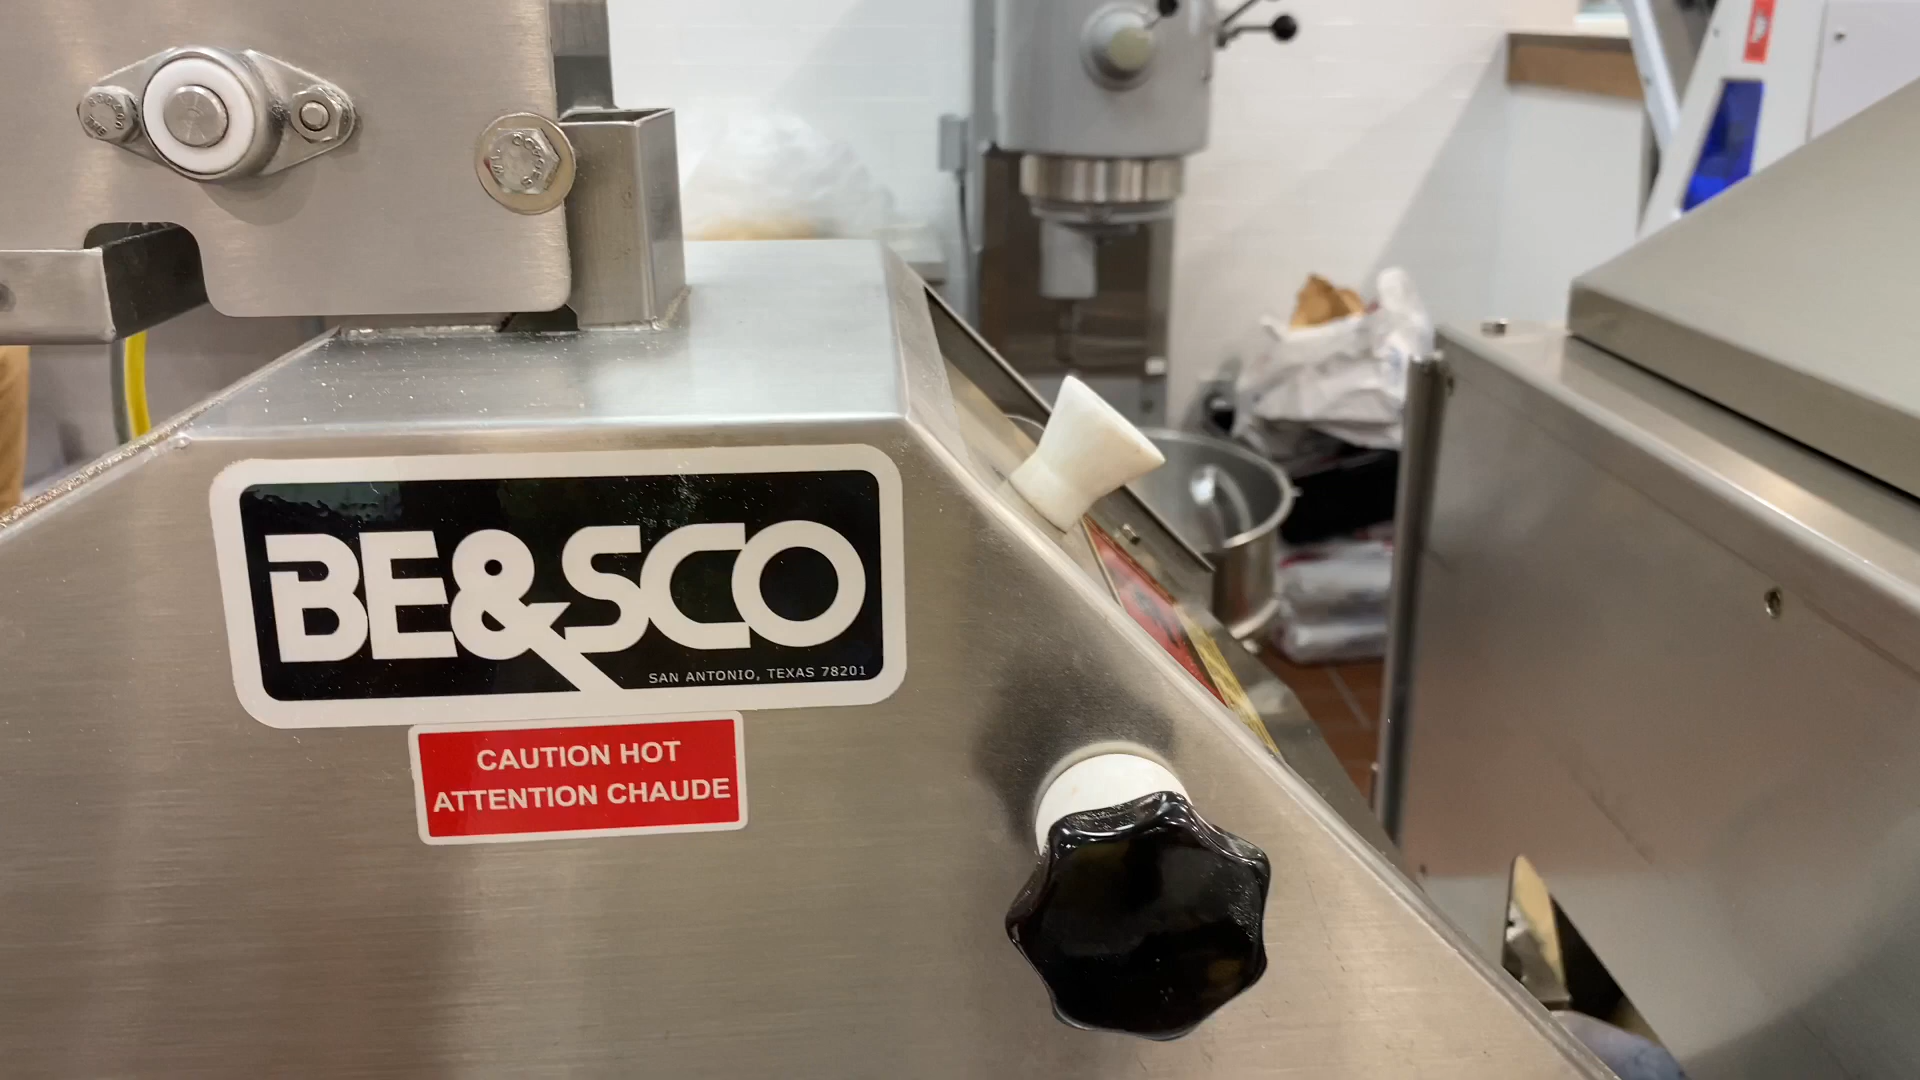 BE&SCO
SAN ANTONIO, TEXAS 78201
CAUTION HOT
ATTENTION CHAUDE